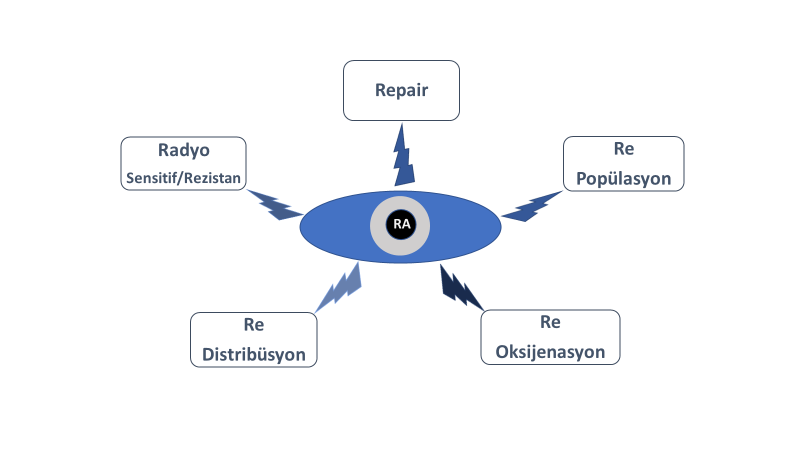 Repair
Radyo
Sensitif/Rezistan
Re
Popülasyon
RA
Re
Distribüsyon
Re
Oksijenasyon